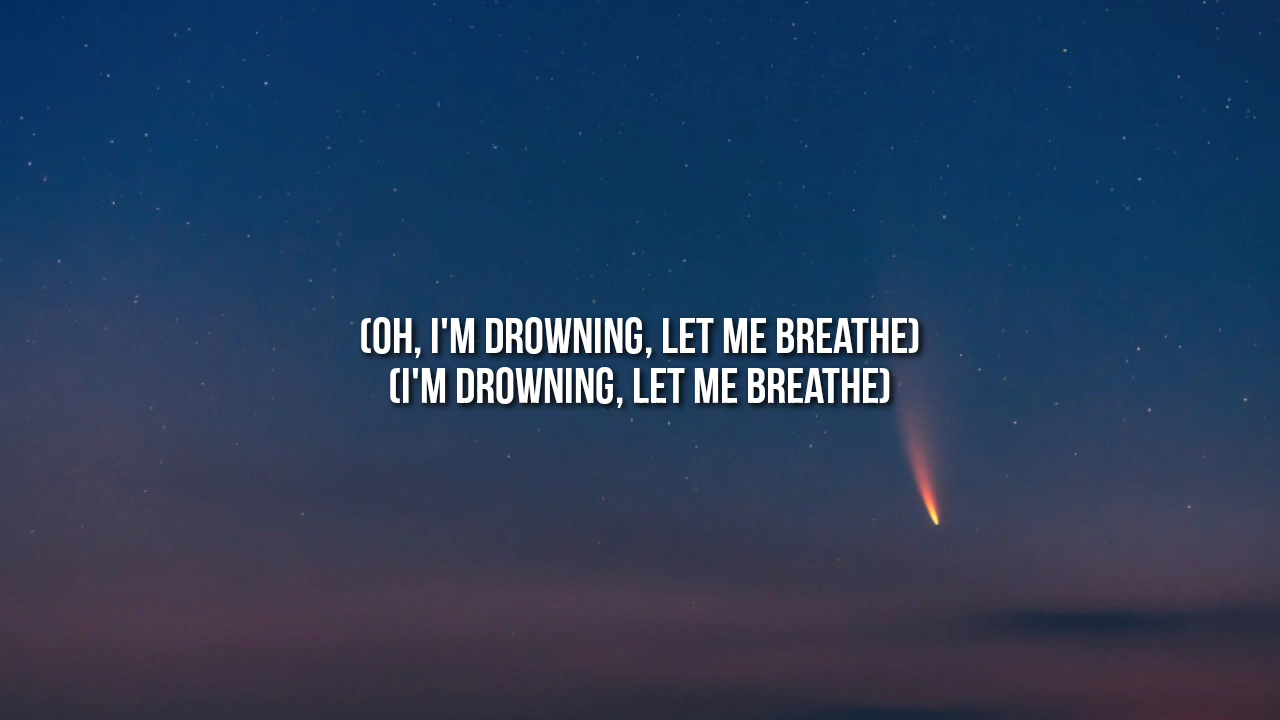 (OH, I'M DROWNING, LET ME BREATHE)
(I'M DROWNING, LET ME BREATHE)